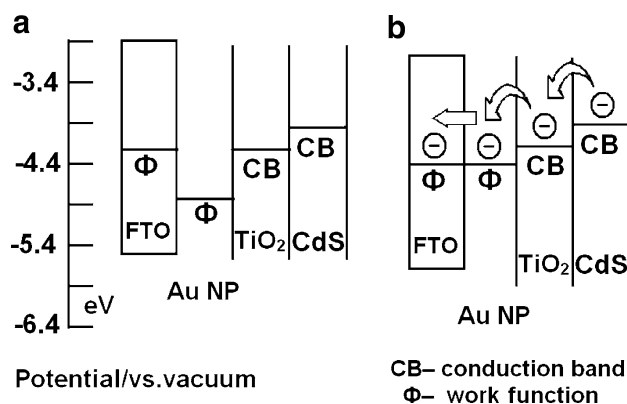 a
-3.4
-4.4
-5.4
-6.4
eV
Φ
FTO
Φ
Au NP
CB
TiO2
CB
CdS
Potential/vs.vacuum
b
Φ
FTO
Φ
Au NP
CB
TiO2
CB
CdS
CB– conduction band
Φ– work function